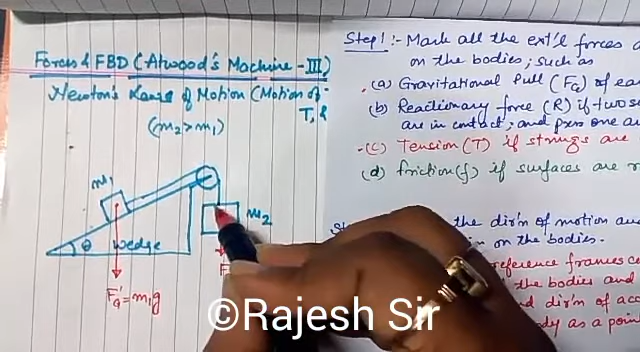 Forces & FBD (Atwood's Machine - III)
Newton's Laws of Motion (Motion of
T, &
(m₂>m₁)
m₁
m₂
θ wedge
F
F'G = m₁g
Step 1:- Mark all the ext'l forces a
on the bodies, such as
(a) Gravitational Pull (FG) of ea
(b) Reactionary force (R) if two su
are in contact, and press one an
(c) Tension (T) if strings are
(d) friction (f) if surfaces are r
the dir'n of motion
on the bodies.
reference frames
the bodies and
dir'm of acc
body as a point
©Rajesh Sir